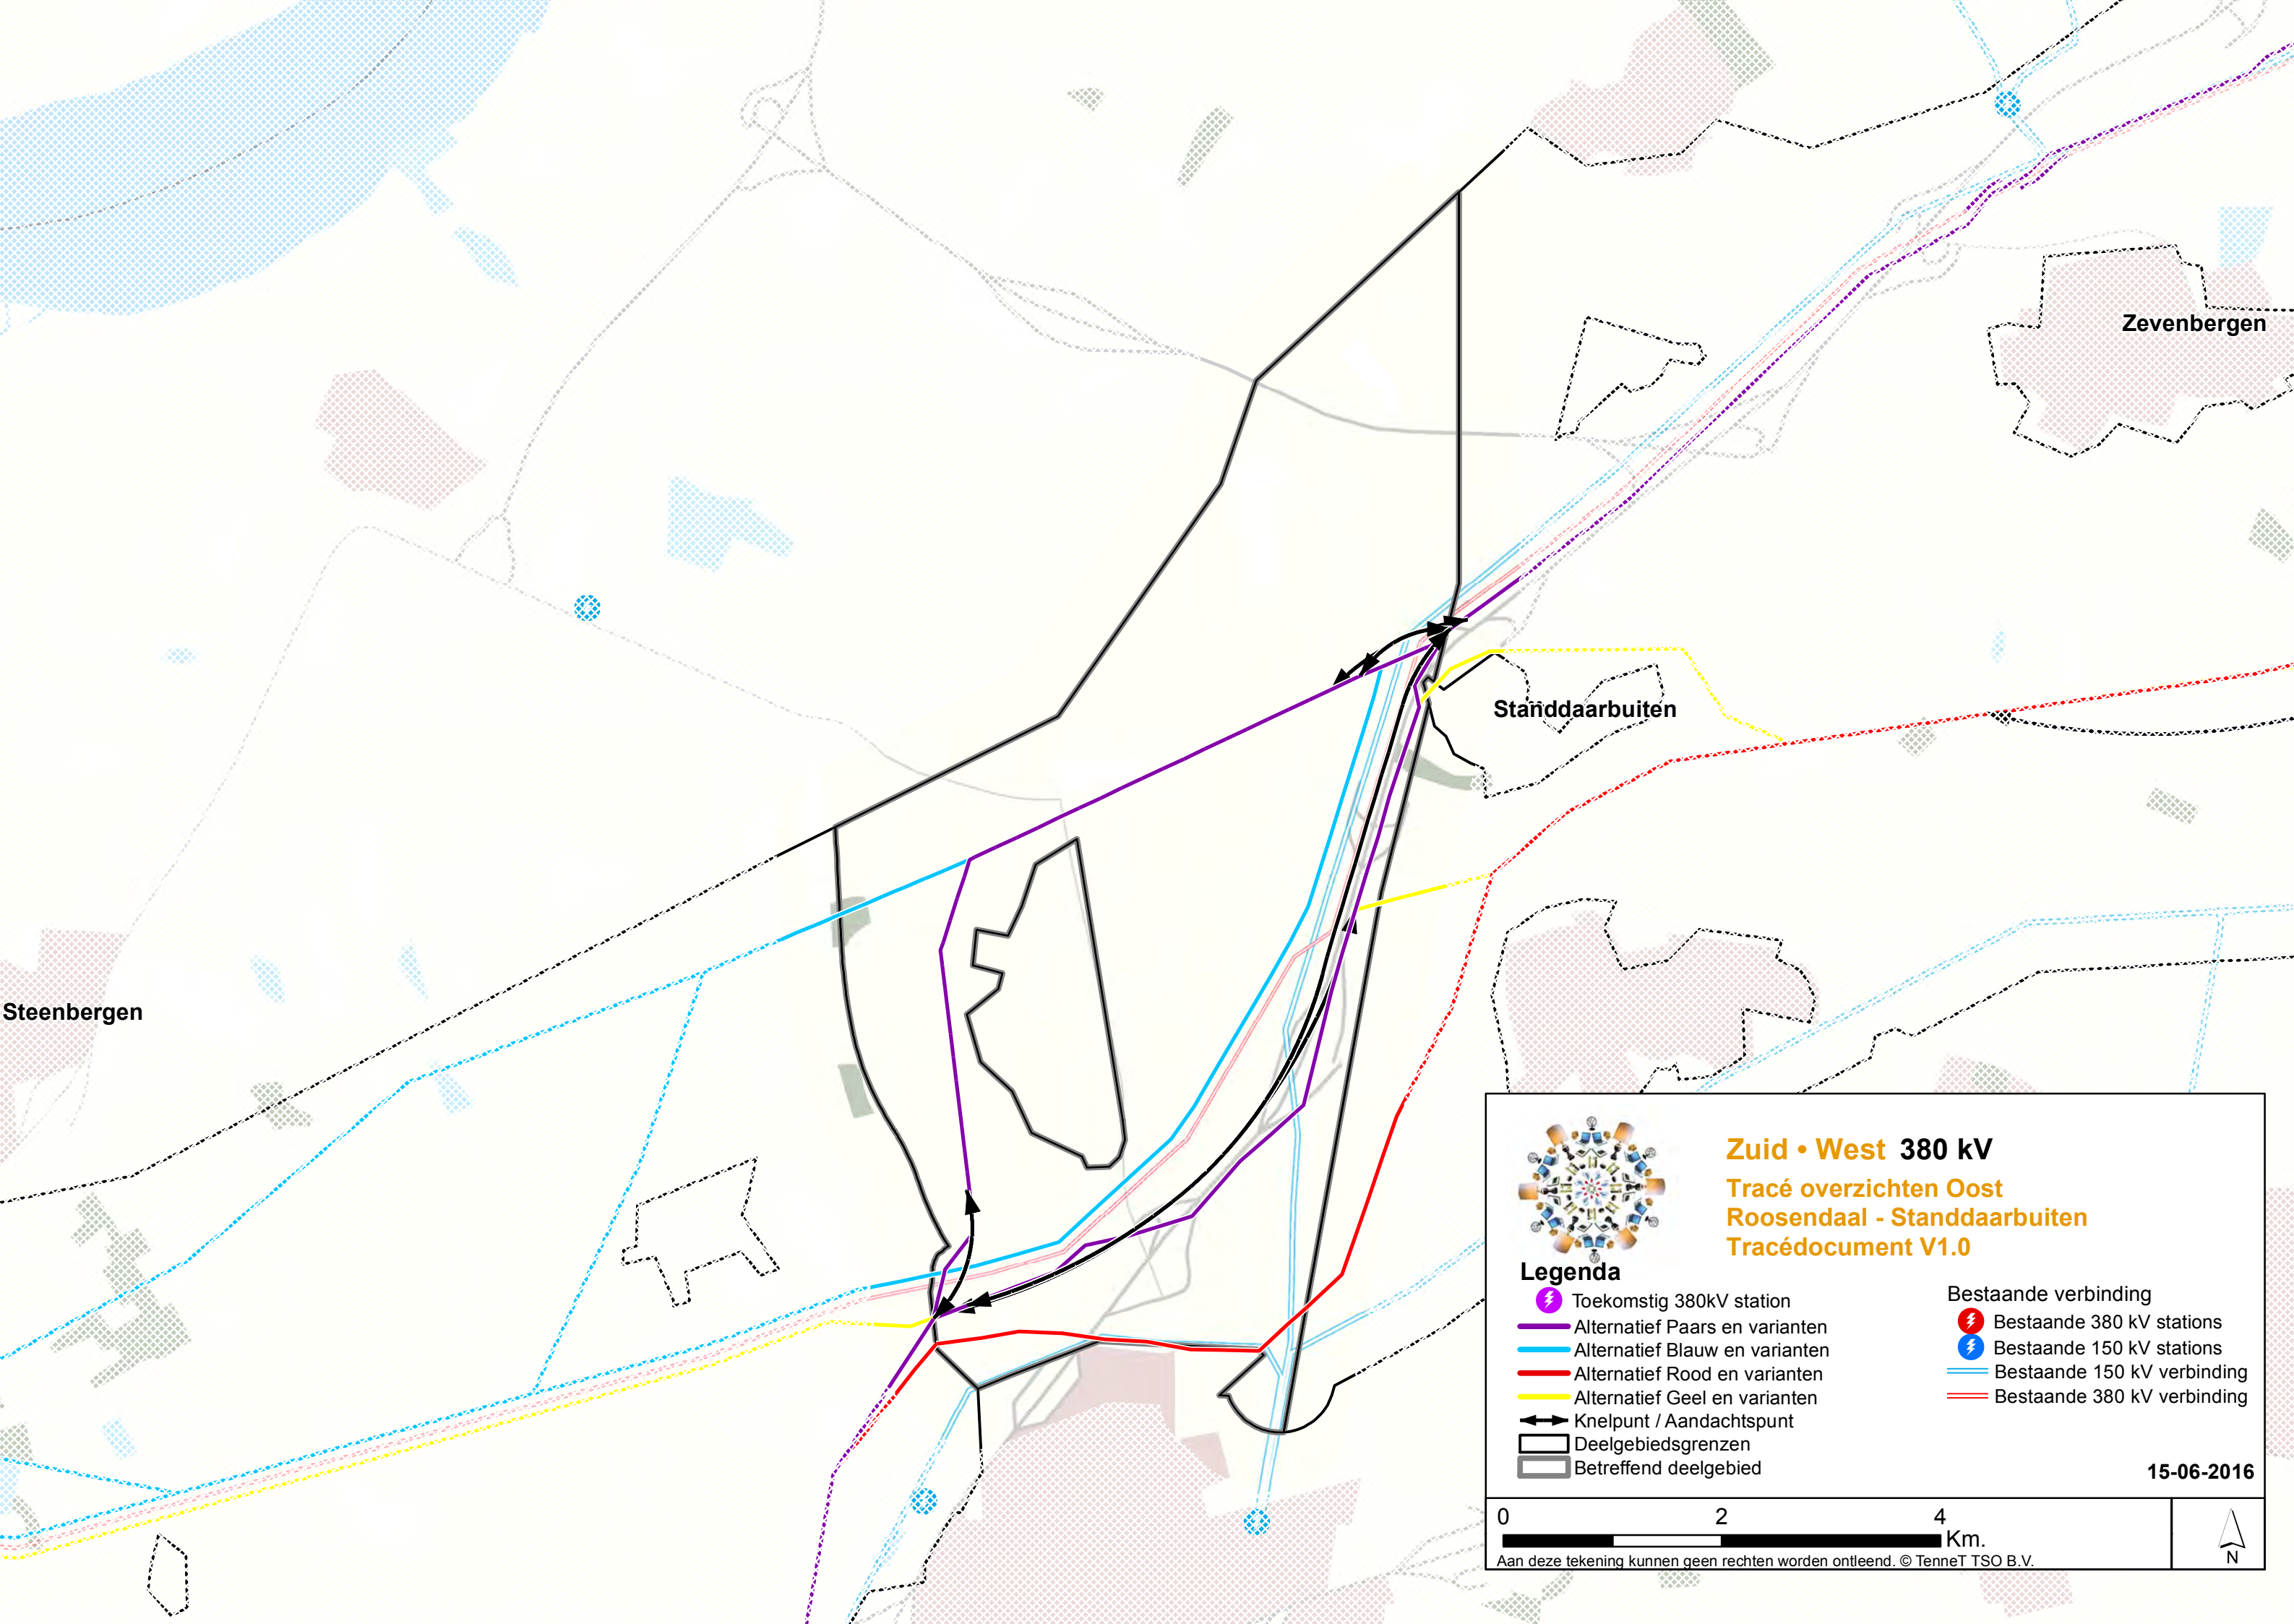 Zevenbergen
Standdaarbuiten
Steenbergen
Zuid • West 380 kV
Tracé overzichten Oost
Roosendaal - Standdaarbuiten
Tracédocument V1.0
Legenda
Toekomstig 380kV station
Alternatief Paars en varianten
Alternatief Blauw en varianten
Alternatief Rood en varianten
Alternatief Geel en varianten
Knelpunt / Aandachtspunt
Deelgebiedsgrenzen
Betreffend deelgebied
Bestaande verbinding
Bestaande 380 kV stations
Bestaande 150 kV stations
Bestaande 150 kV verbinding
Bestaande 380 kV verbinding
15-06-2016
0 2 4
Km.
Aan deze tekening kunnen geen rechten worden ontleend. © TenneT TSO B.V.
N